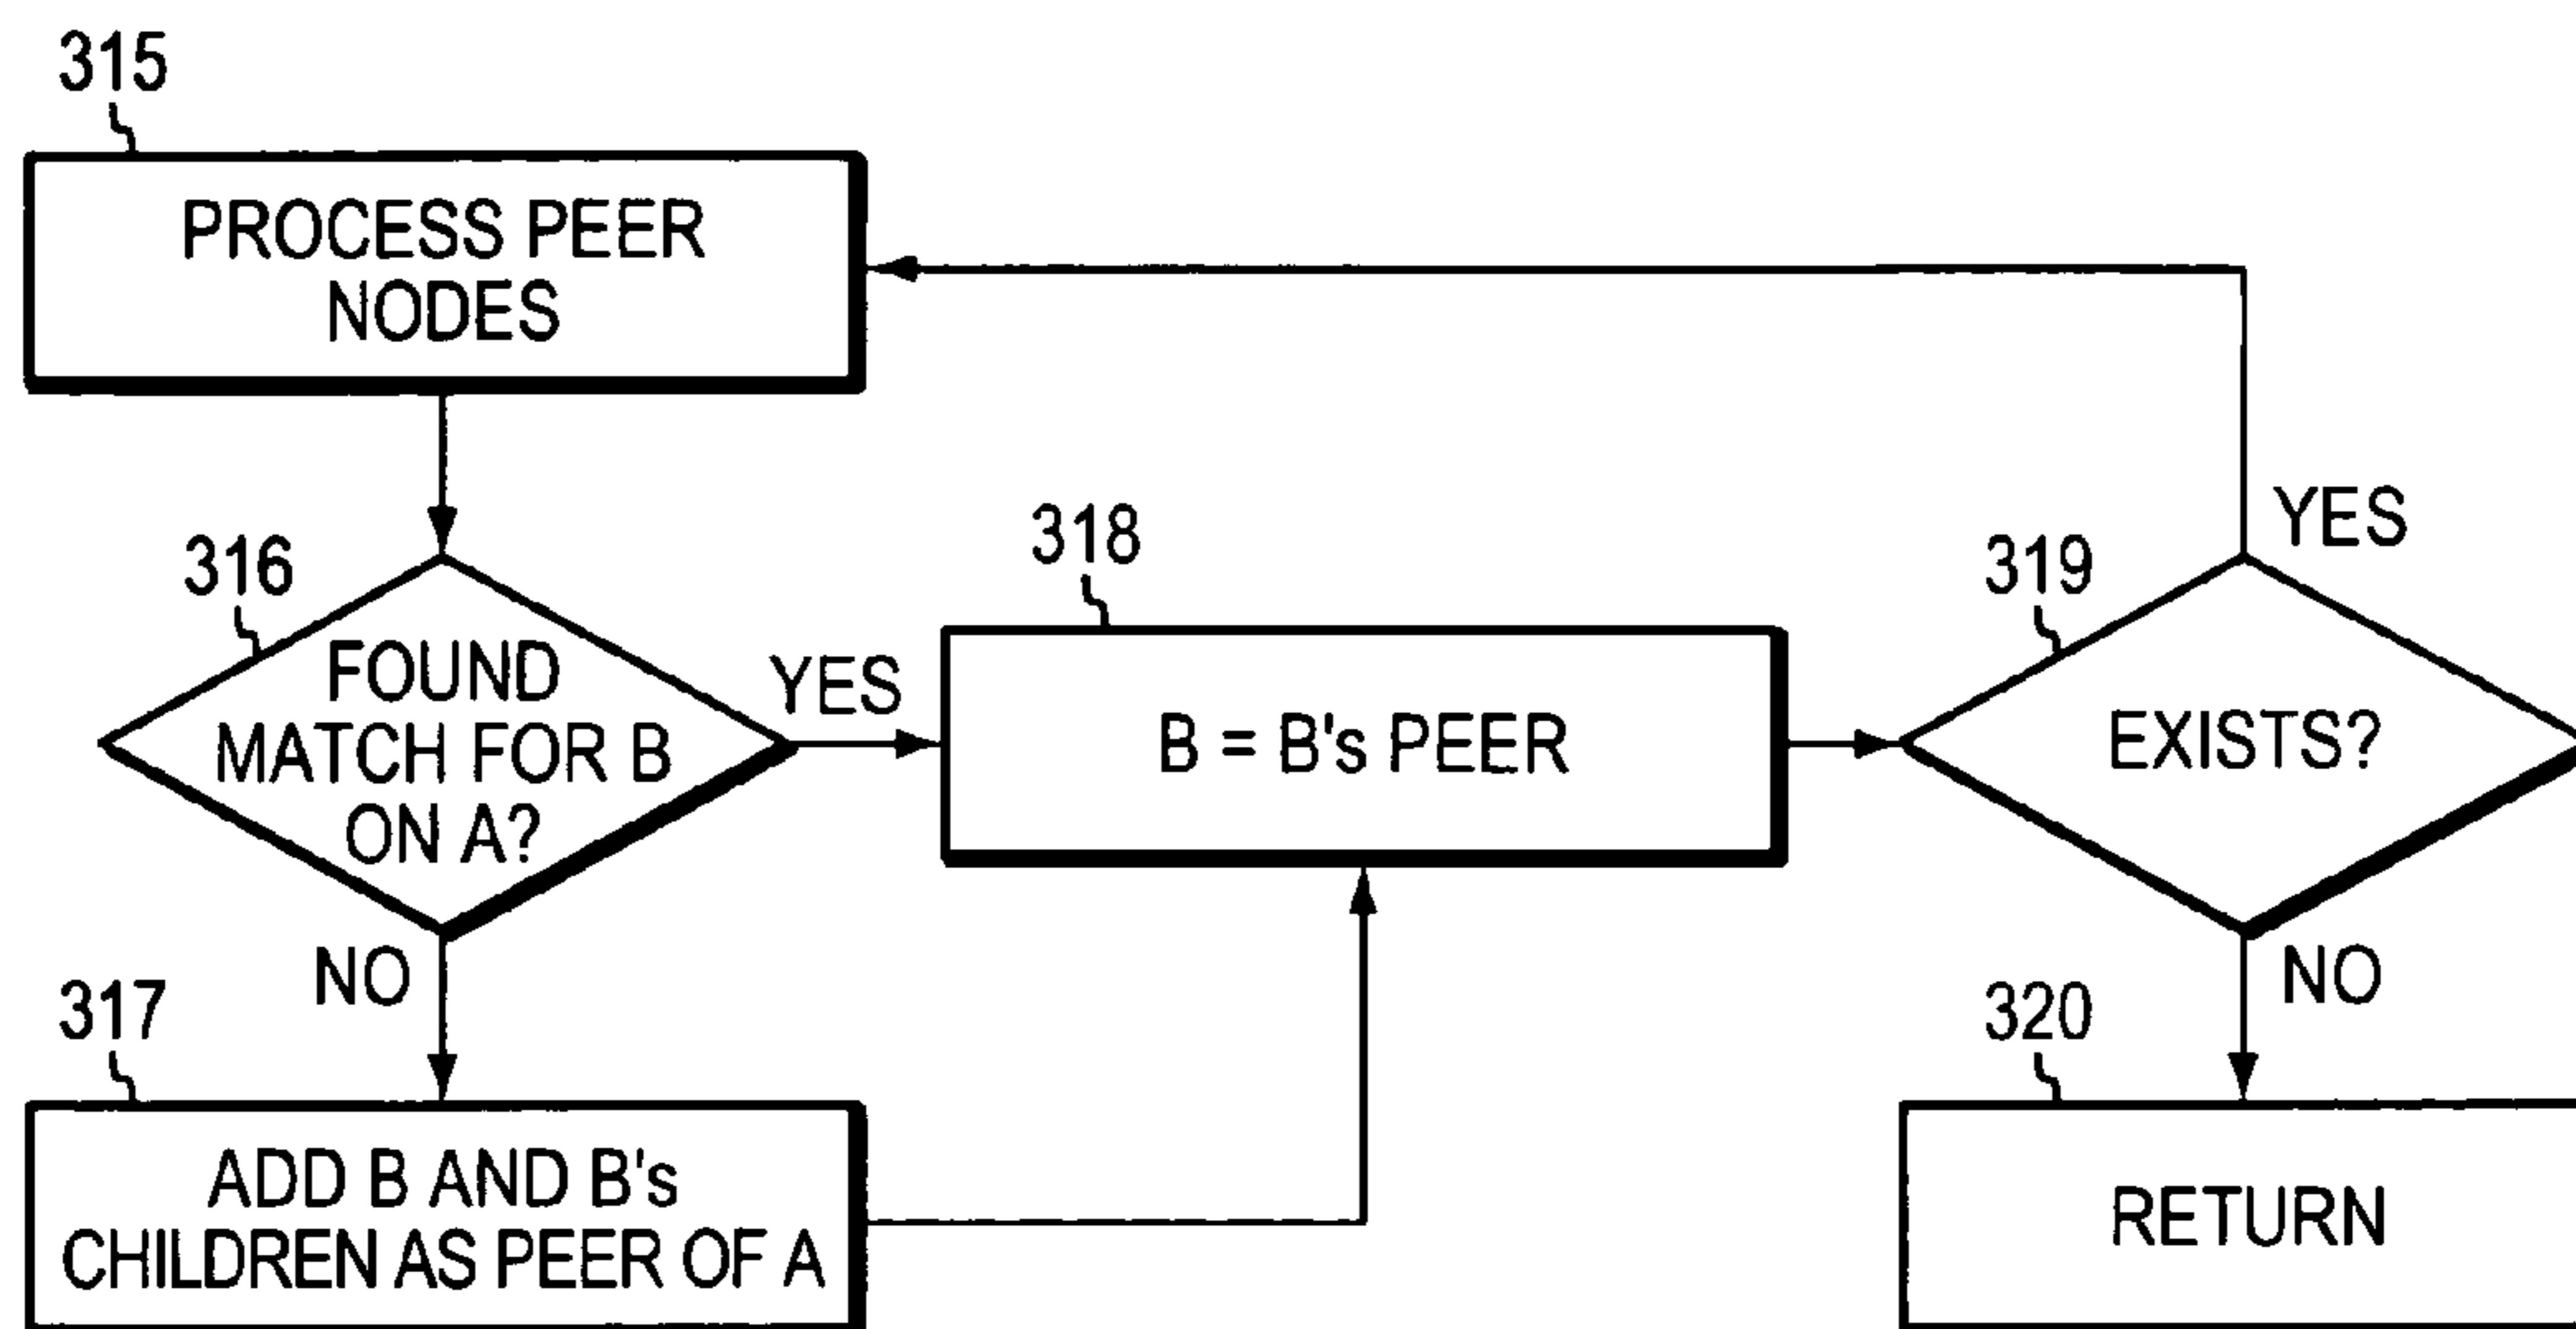 315
PROCESS PEER
NODES
316
FOUND
MATCH FOR B
ON A?
YES
NO
317
ADD B AND B's
CHILDREN AS PEER OF A
318
B = B's PEER
319
EXISTS?
YES
NO
320
RETURN